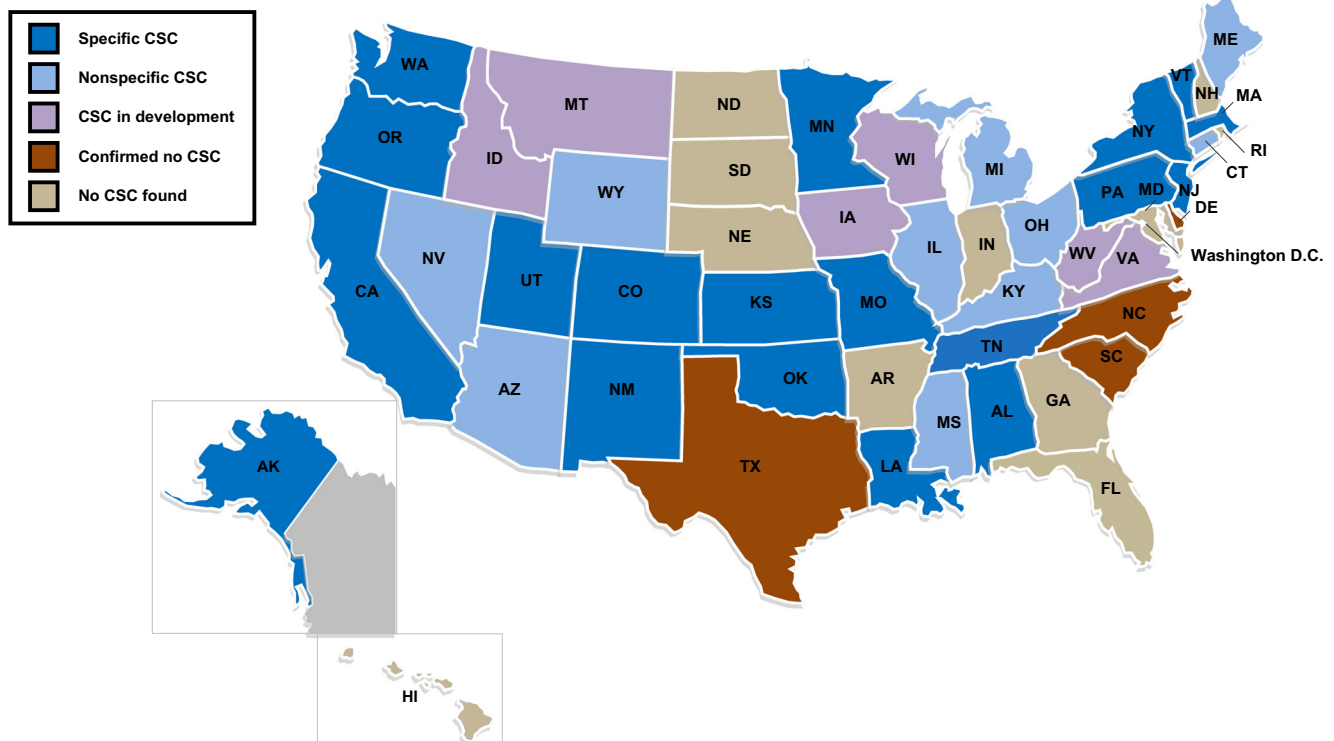 Specific CSC
Nonspecific CSC
CSC in development
Confirmed no CSC
No CSC found
ME
WA
VT
NH
MA
MT
ND
MN
NY
OR
RI
ID
WI
SD
MI
CT
WY
PA
MD
NJ
DE
IA
NE
OH
IL
IN
WV
VA
Washington D.C.
NV
UT
CO
CA
KS
MO
KY
NC
TN
SC
OK
AR
AZ
NM
GA
AL
MS
AK
TX
LA
FL
HI